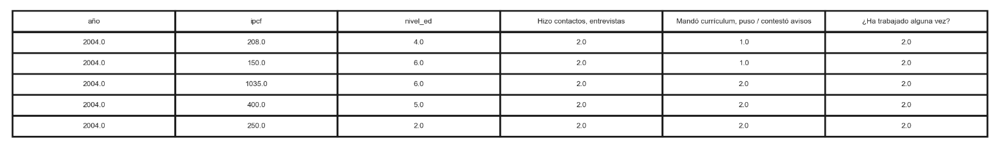 año ipcf nivel_ed Hizo contactos, entrevistas Mandó currículum, puso / contestó avisos ¿Ha trabajado alguna vez?
2004.0 208.0 4.0 2.0 1.0 2.0
2004.0 150.0 6.0 2.0 1.0 2.0
2004.0 1035.0 6.0 2.0 2.0 2.0
2004.0 400.0 5.0 2.0 2.0 2.0
2004.0 250.0 2.0 2.0 2.0 2.0